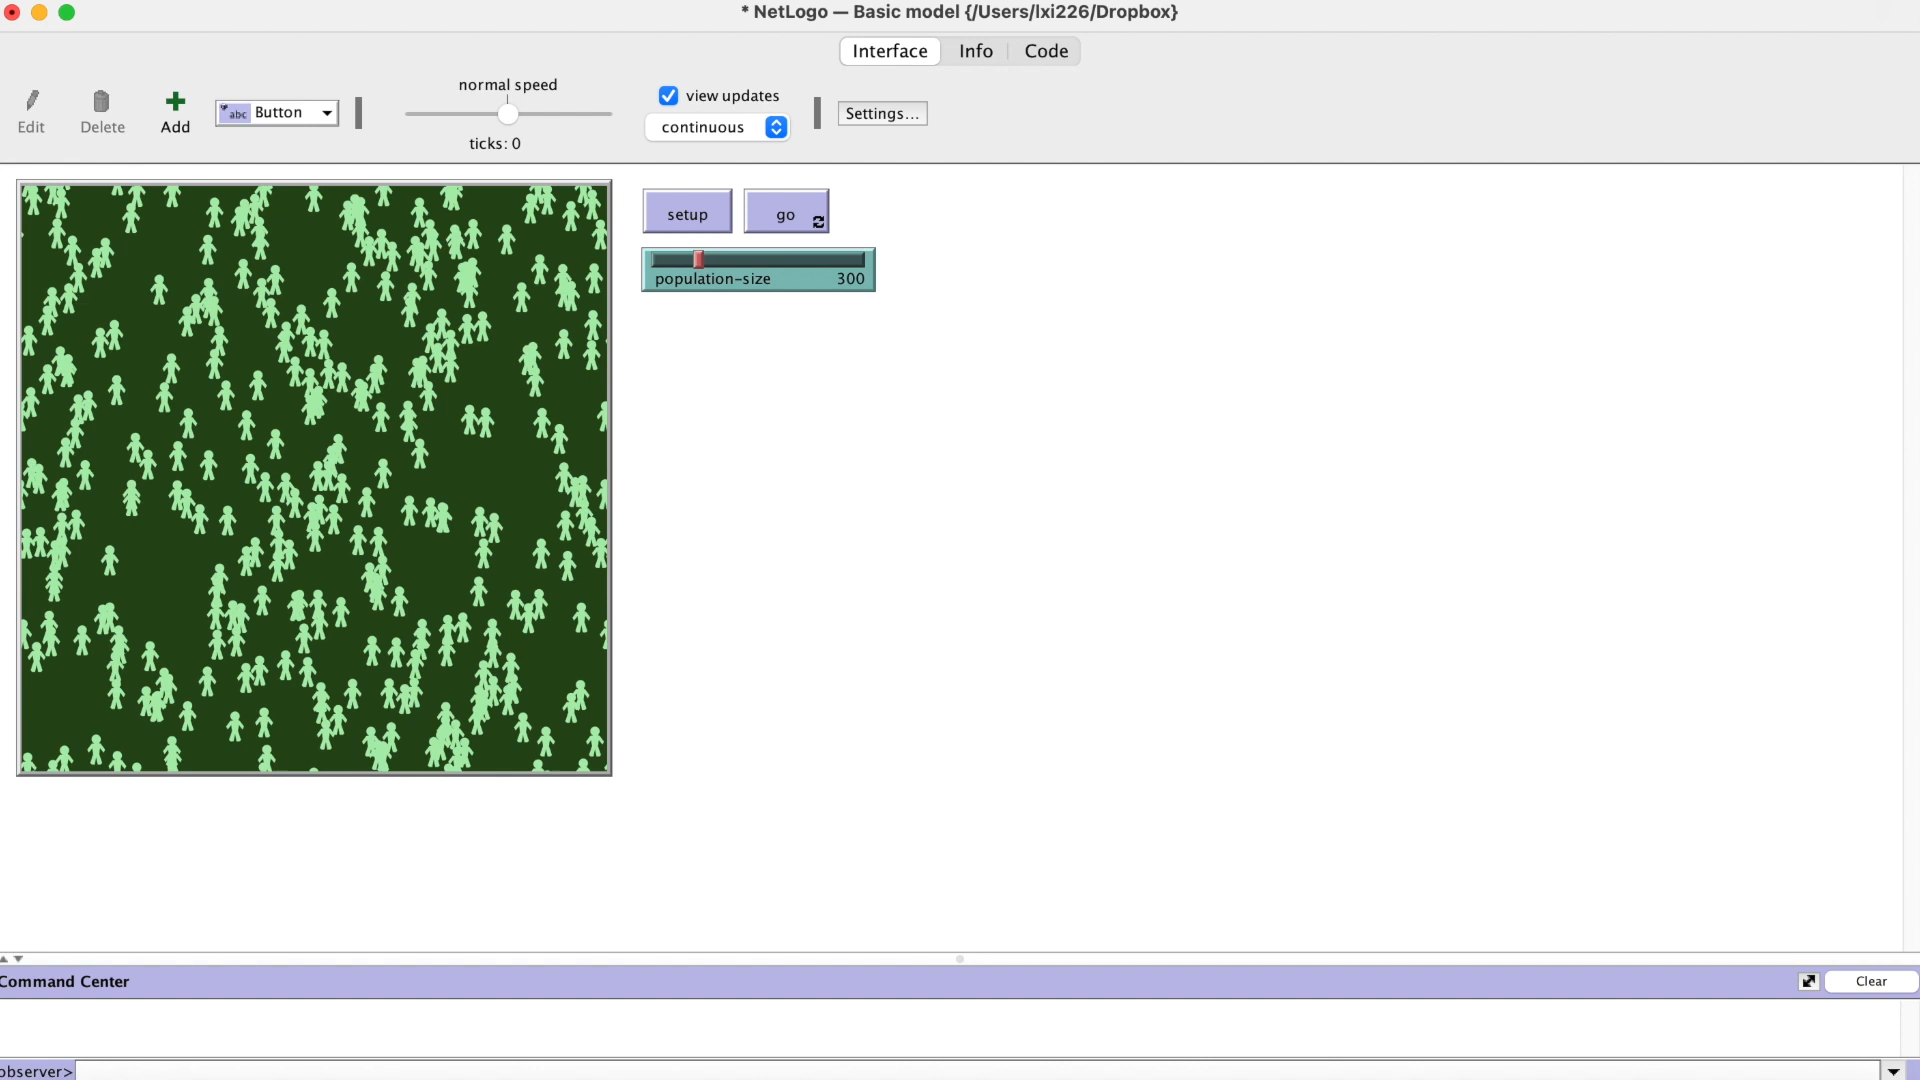 * NetLogo — Basic model {/Users/lxi226/Dropbox}
Interface Info Code
Edit Delete Add abc Button
normal speed
ticks: 0
view updates
continuous
Settings...
setup go
population-size 300
Command Center Clear
observer>